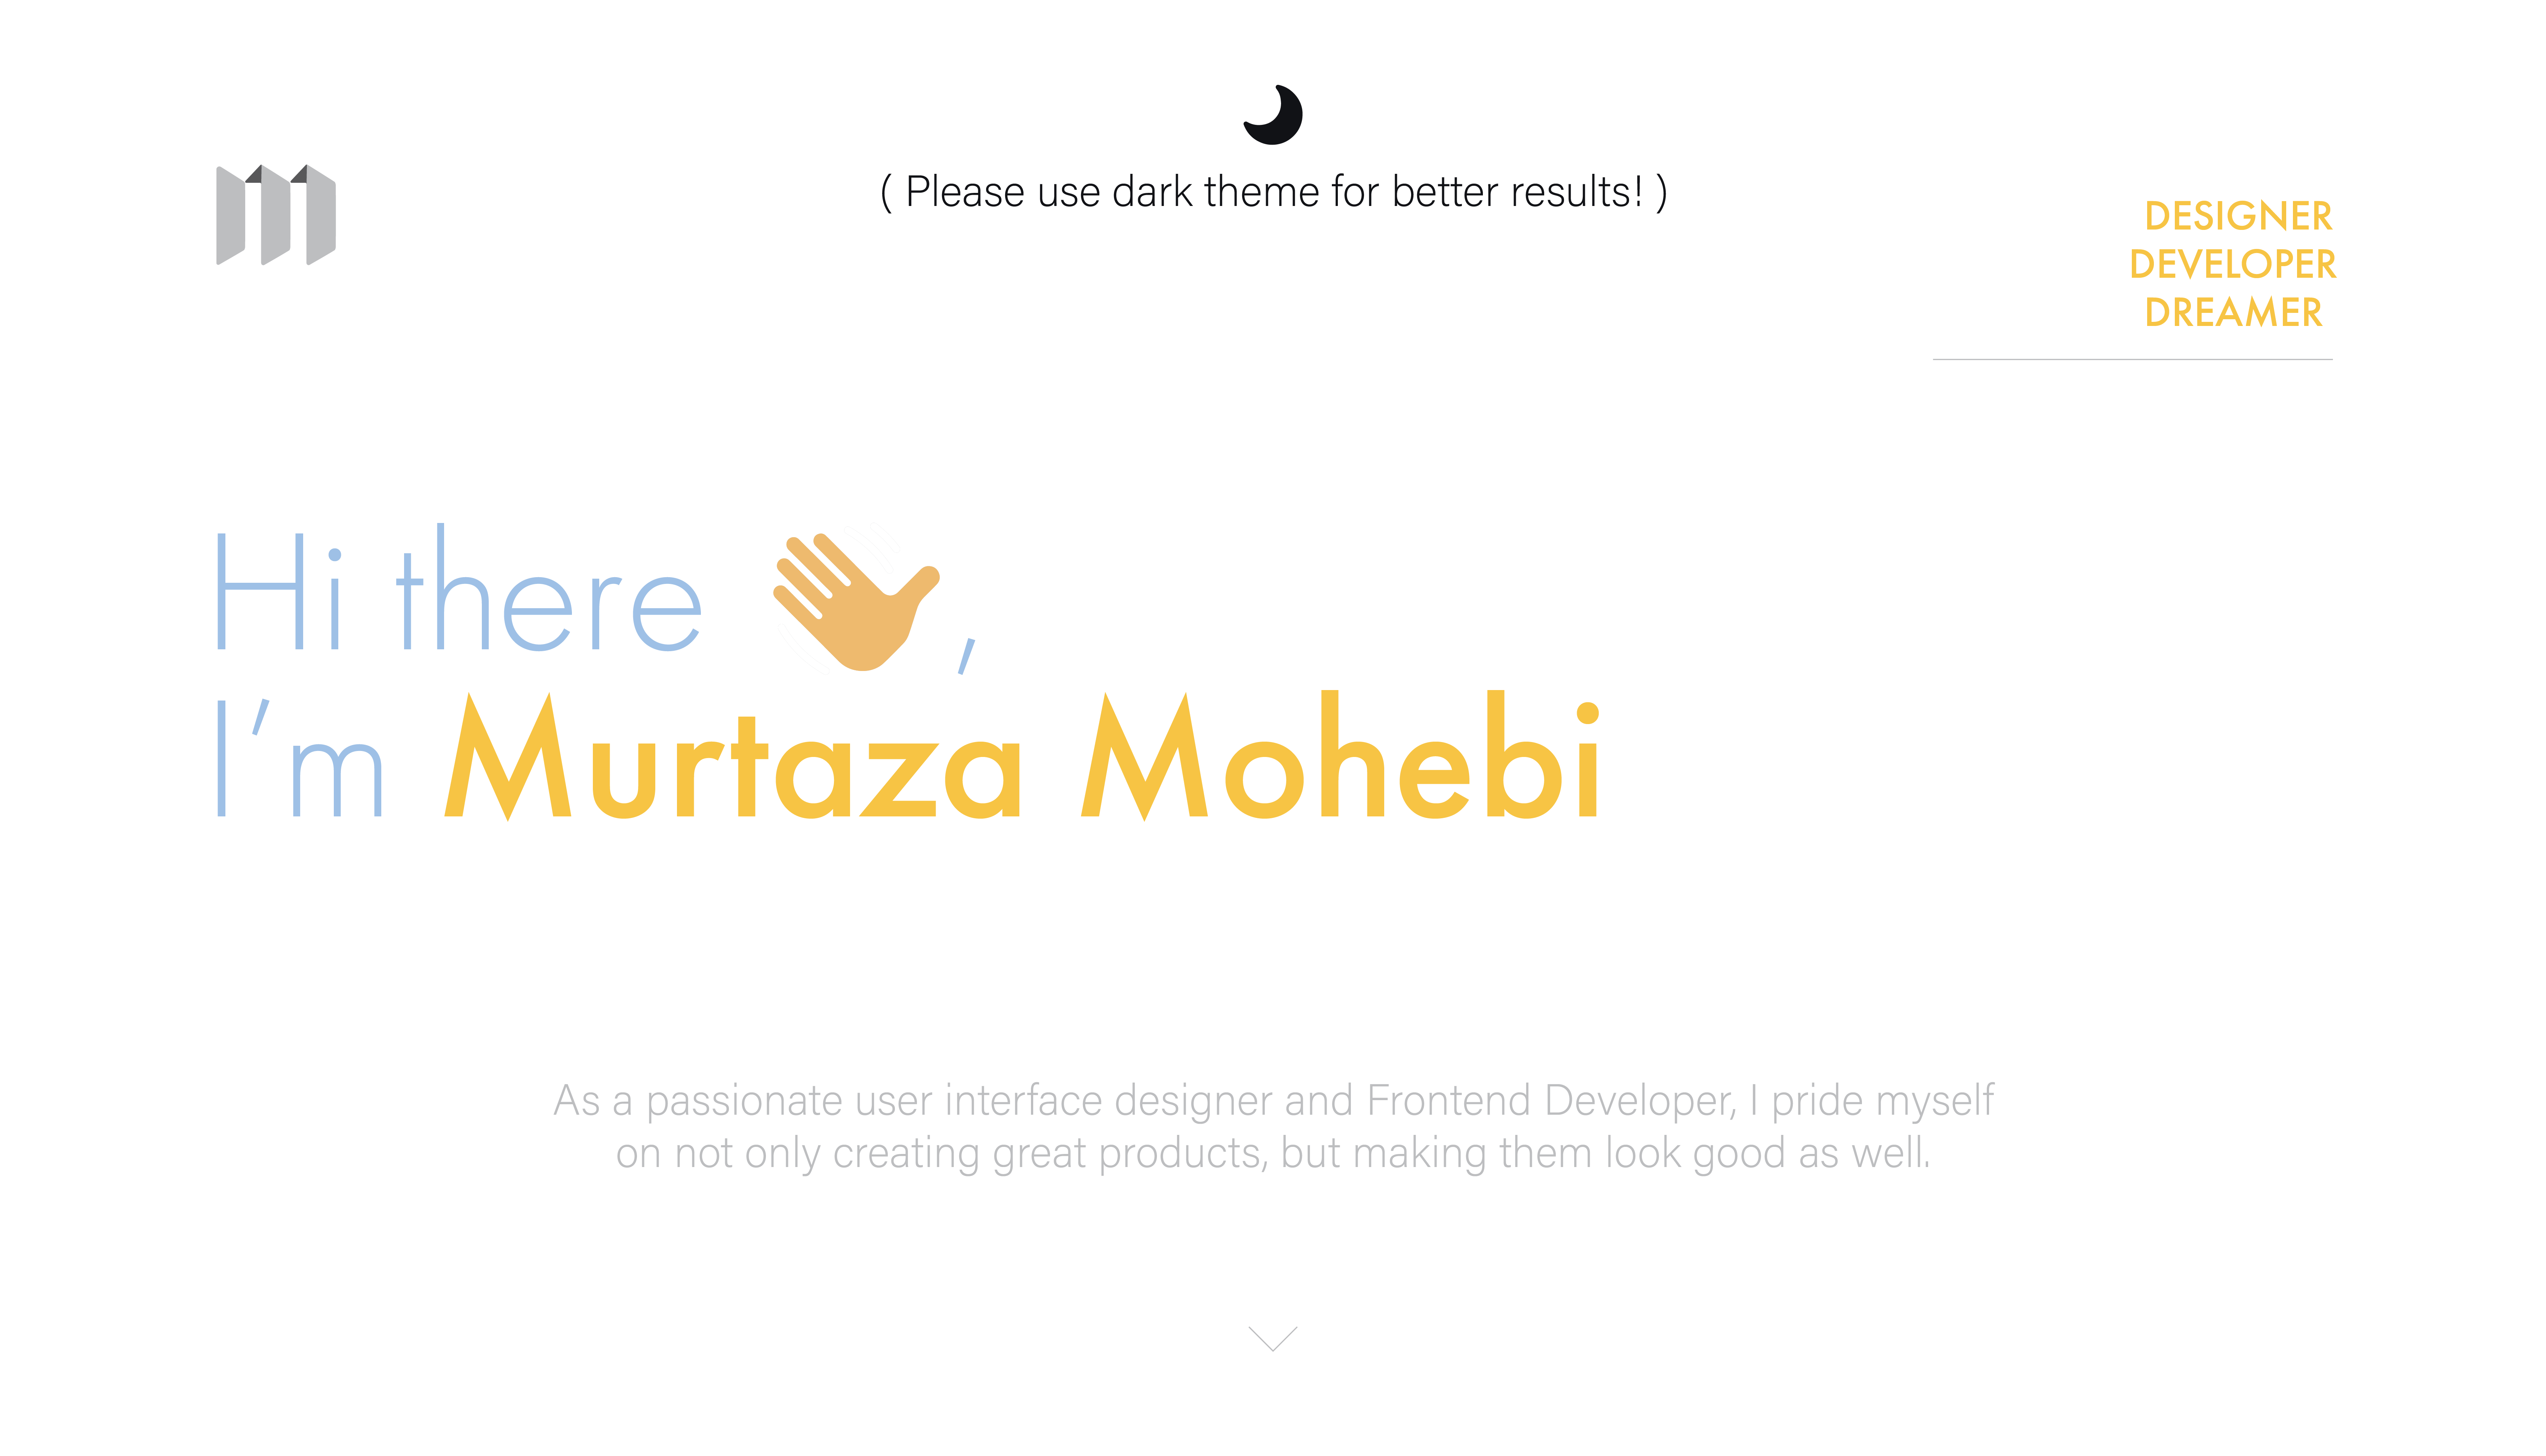 ( Please use dark theme for better results! )
DESIGNER
DEVELOPER
DREAMER
Hi there ,
I’m Murtaza Mohebi
As a passionate user interface designer and Frontend Developer, I pride myself
on not only creating great products, but making them look good as well.